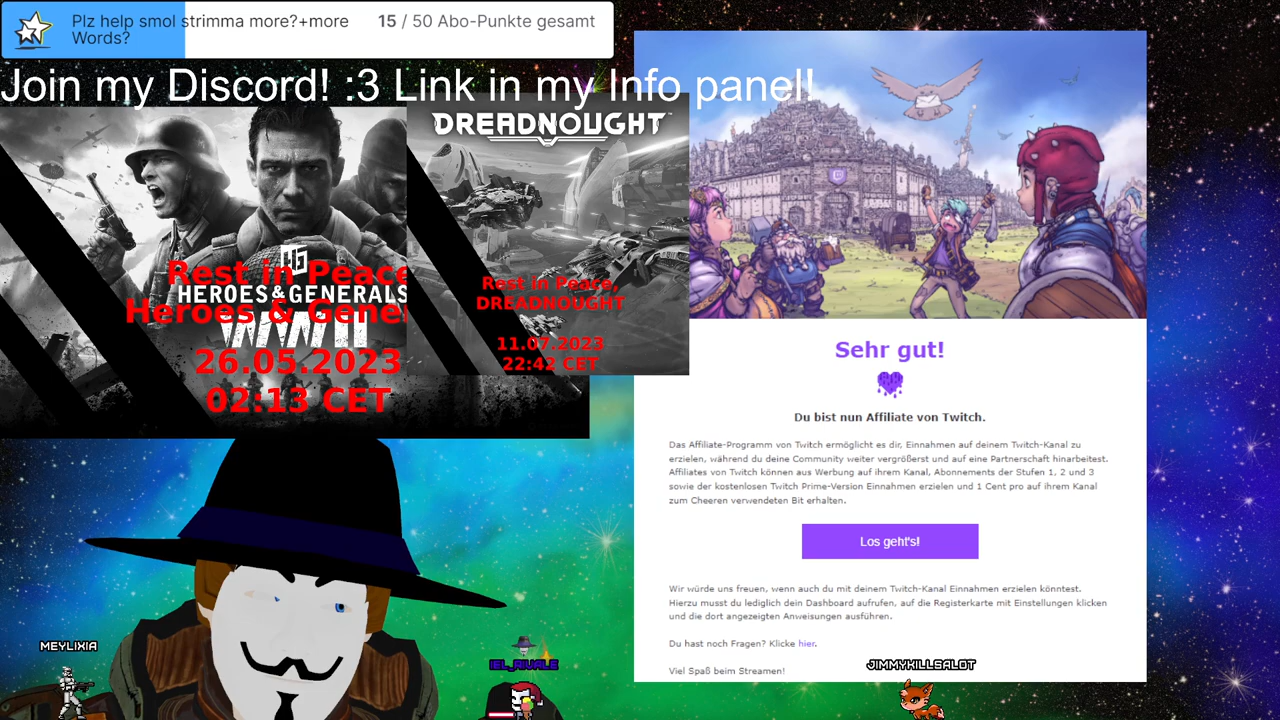 Plz help smol strimma more?+more
Words?
15 / 50 Abo-Punkte gesamt
Join my Discord! :3 Link in my Info panel!
DREADNOUGHT
Rest in Peace
HEROES & GENERALS
Heroes & Gene
WWII
26.05.2023
02:13 CET
Rest in Peace,
DREADNOUGHT
11.07.2023
22:42 CET
Sehr gut!
Du bist nun Affiliate von Twitch.
Das Affiliate-Programm von Twitch ermöglicht es dir, Einnahmen auf deinem Twitch-Kanal zu
erzielen, während du deine Community weiter vergrößerst und auf eine Partnerschaft hinarbeitest.
Affiliates von Twitch können aus Werbung auf ihrem Kanal, Abonnements der Stufen 1, 2 und 3
sowie der kostenlosen Twitch Prime-Version Einnahmen erzielen und 1 Cent pro auf ihrem Kanal
zum Cheeren verwendeten Bit erhalten.
Los geht's!
Wir würde uns freuen, wenn auch du mit deinem Twitch-Kanal Einnahmen erzielen könntest.
Hierzu musst du lediglich dein Dashboard aufrufen, auf die Registerkarte mit Einstellungen klicken
und die dort angezeigten Anweisungen ausführen.
Du hast noch Fragen? Klicke hier.
Viel Spaß beim Streamen!
MEYLIXIA
IEL_RIVALE
JIMMYKILLSALOT